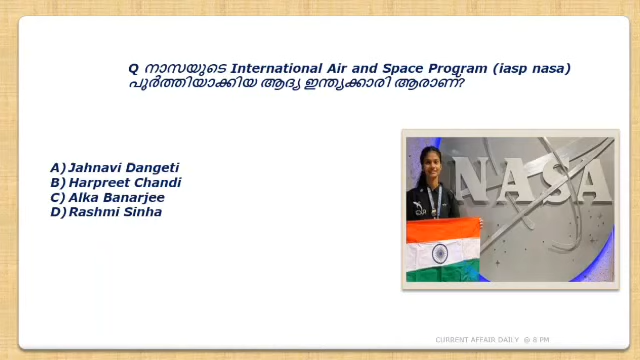 Q നാസയുടെ International Air and Space Program (iasp nasa)
പൂർത്തിയാക്കിയ ആദ്യ ഇന്ത്യക്കാരി ആരാണ്?
A) Jahnavi Dangeti
B) Harpreet Chandi
C) Alka Banarjee
D) Rashmi Sinha
NASA
CURRENT AFFAIR DAILY @ 8 PM